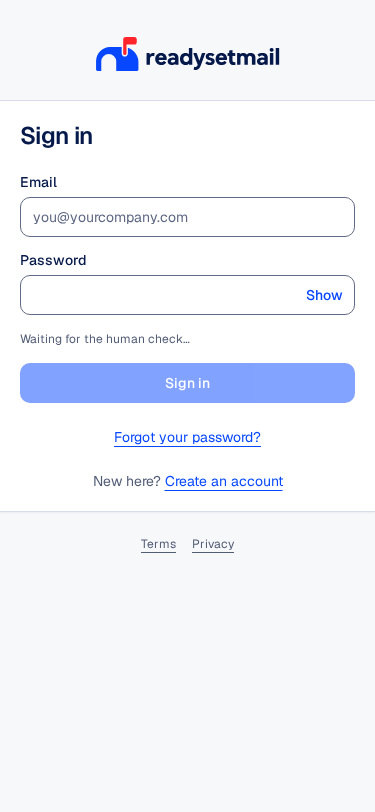 readysetmail
Sign in
Email
you@yourcompany.com
Password
Show
Waiting for the human check...
Sign in
Forgot your password?
New here? Create an account
Terms Privacy